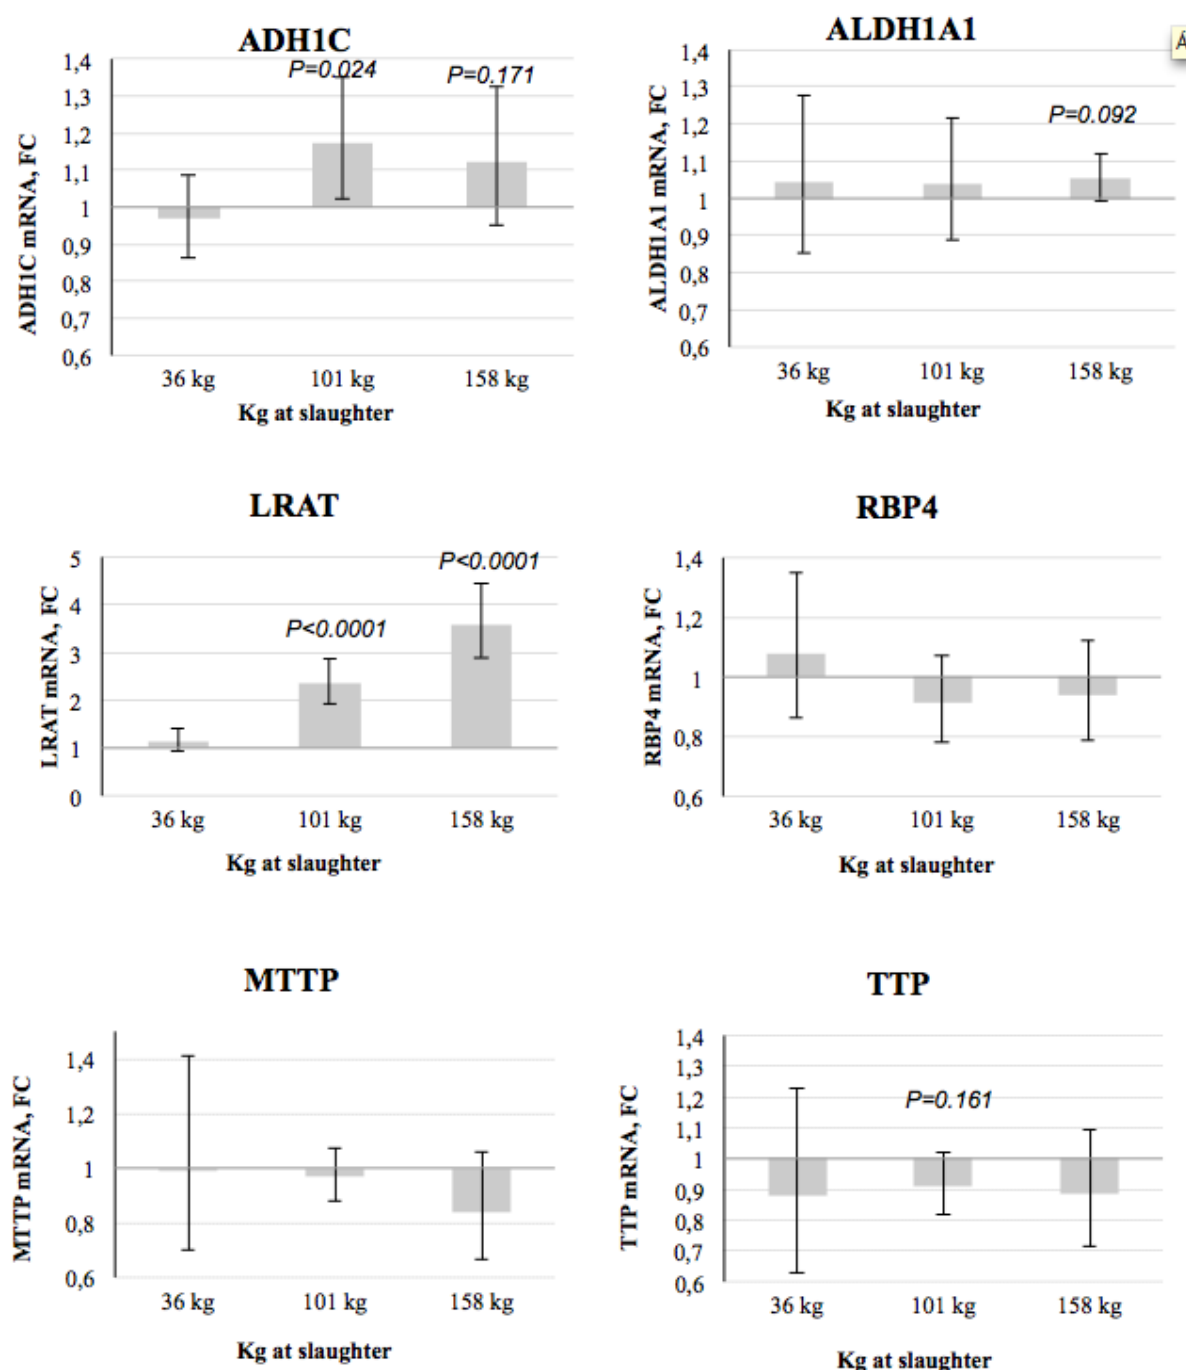 ADH1C
ADH1C mRNA, FC
1,4
1,3
1,2
1,1
1
0,9
0,8
0,7
0,6
P=0.024
P=0.171
36 kg 101 kg 158 kg
Kg at slaughter
ALDH1A1
Á
ALDH1A1 mRNA, FC
1,4
1,3
1,2
1,1
1
0,9
0,8
0,7
0,6
P=0.092
36 kg 101 kg 158 kg
Kg at slaughter
LRAT
LRAT mRNA, FC
5
4
3
2
1
0
P<0.0001
P<0.0001
36 kg 101 kg 158 kg
Kg at slaughter
RBP4
RBP4 mRNA, FC
1,4
1,2
1
0,8
0,6
36 kg 101 kg 158 kg
Kg at slaughter
MTTP
MTTP mRNA, FC
1,4
1,2
1
0,8
0,6
36 kg 101 kg 158 kg
Kg at slaughter
TTP
TTP mRNA, FC
1,4
1,3
1,2
1,1
1
0,9
0,8
0,7
0,6
P=0.161
36 kg 101 kg 158 kg
Kg at slaughter